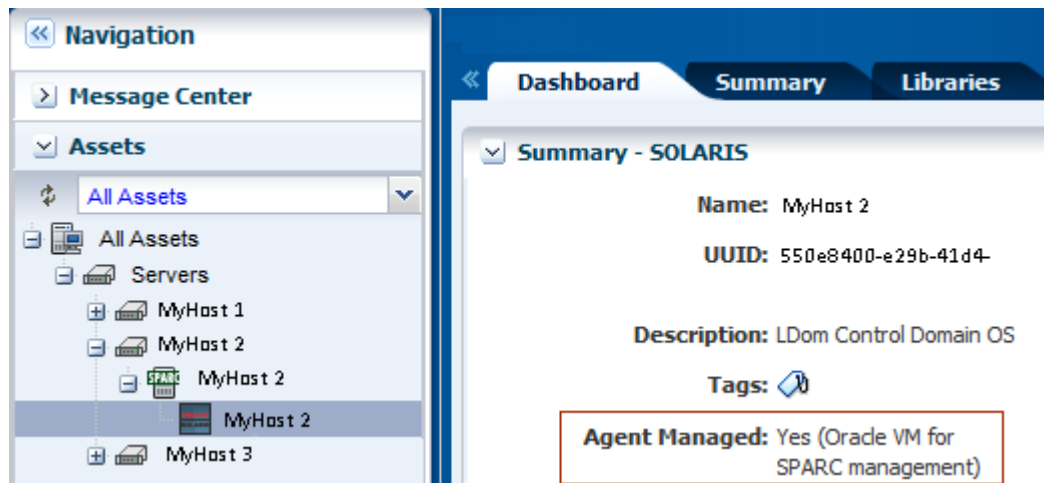 Navigation
Message Center
Assets
All Assets
All Assets
Servers
MyHost 1
MyHost 2
SPARC MyHost 2
MyHost 2
MyHost 3
Dashboard Summary Libraries
Summary - SOLARIS
Name: MyHost 2
UUID: 550e8400-e29b-41d4-
Description: LDom Control Domain OS
Tags:
Agent Managed: Yes (Oracle VM for
SPARC management)